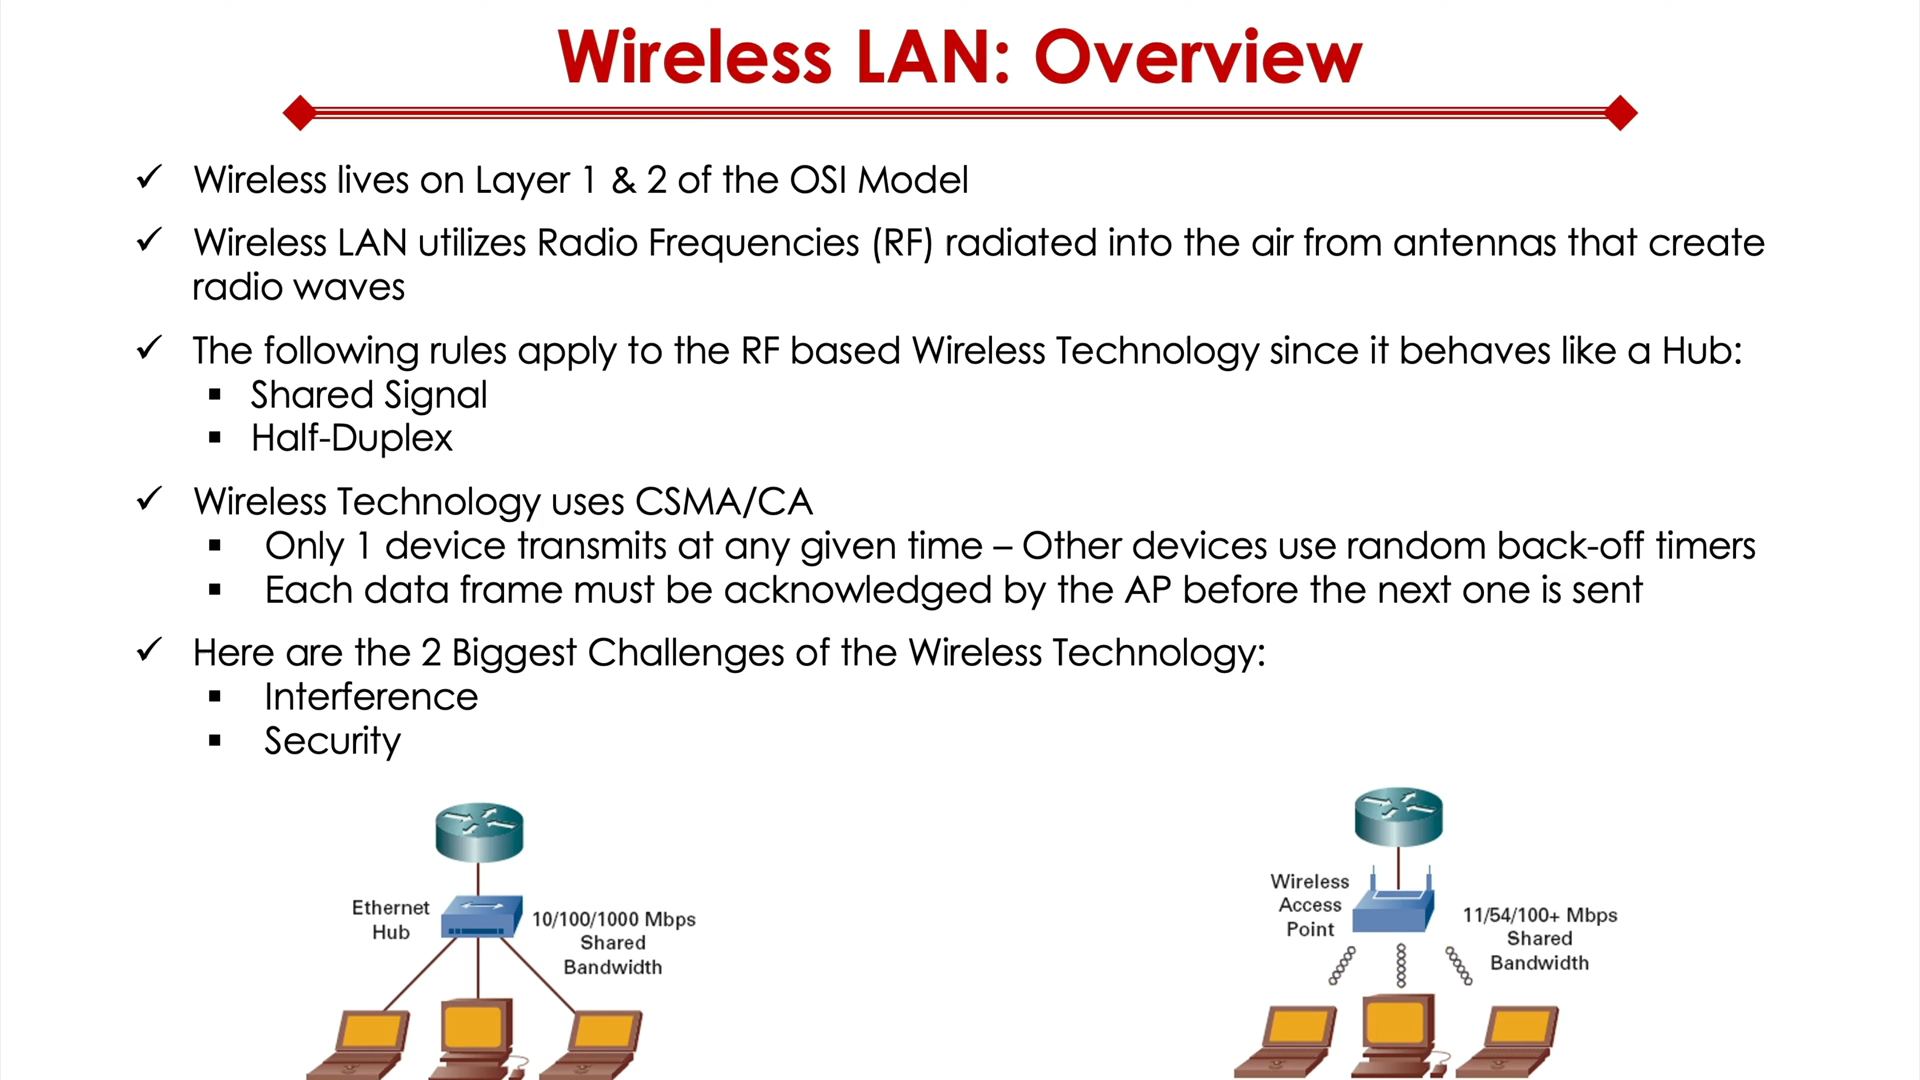 Wireless LAN: Overview
✓ Wireless lives on Layer 1 & 2 of the OSI Model
✓ Wireless LAN utilizes Radio Frequencies (RF) radiated into the air from antennas that create
radio waves
✓ The following rules apply to the RF based Wireless Technology since it behaves like a Hub:
▪ Shared Signal
▪ Half-Duplex
✓ Wireless Technology uses CSMA/CA
▪ Only 1 device transmits at any given time – Other devices use random back-off timers
▪ Each data frame must be acknowledged by the AP before the next one is sent
✓ Here are the 2 Biggest Challenges of the Wireless Technology:
▪ Interference
▪ Security
Ethernet
Hub
10/100/1000 Mbps
Shared
Bandwidth
Wireless
Access
Point
11/54/100+ Mbps
Shared
Bandwidth